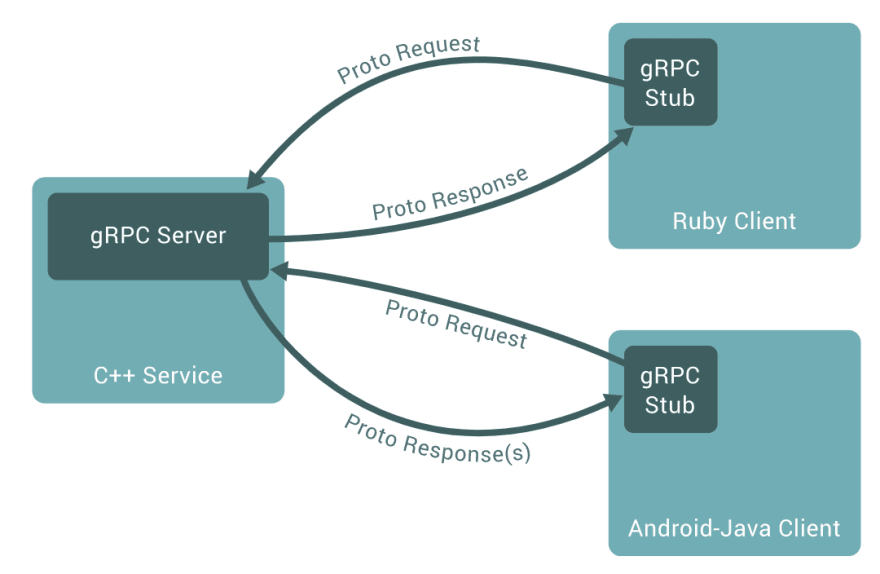 Proto Request
gRPC
Stub
Ruby Client
Proto Response
gRPC Server
C++ Service
Proto Request
gRPC
Stub
Android-Java Client
Proto Response(s)